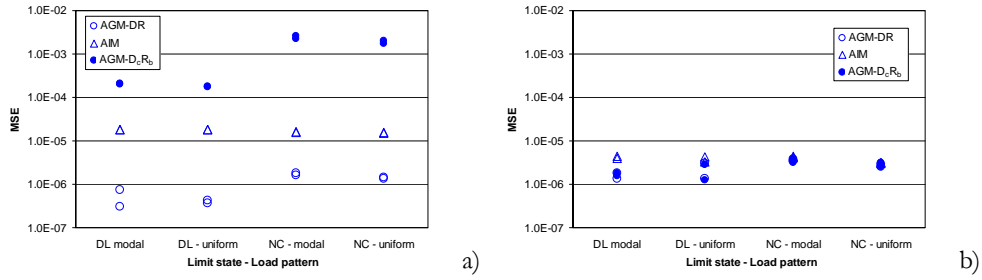 1.0E-02
1.0E-03
1.0E-04
1.0E-05
1.0E-06
1.0E-07
MSE
AGM-DR
AIM
AGM-DcRb
DL modal
DL - uniform
NC - modal
NC - uniform
Limit state - Load pattern
a)
1.0E-02
1.0E-03
1.0E-04
1.0E-05
1.0E-06
1.0E-07
MSE
AGM-DR
AIM
AGM-DcRb
DL modal
DL - uniform
NC - modal
NC - uniform
Limit state - Load pattern
b)